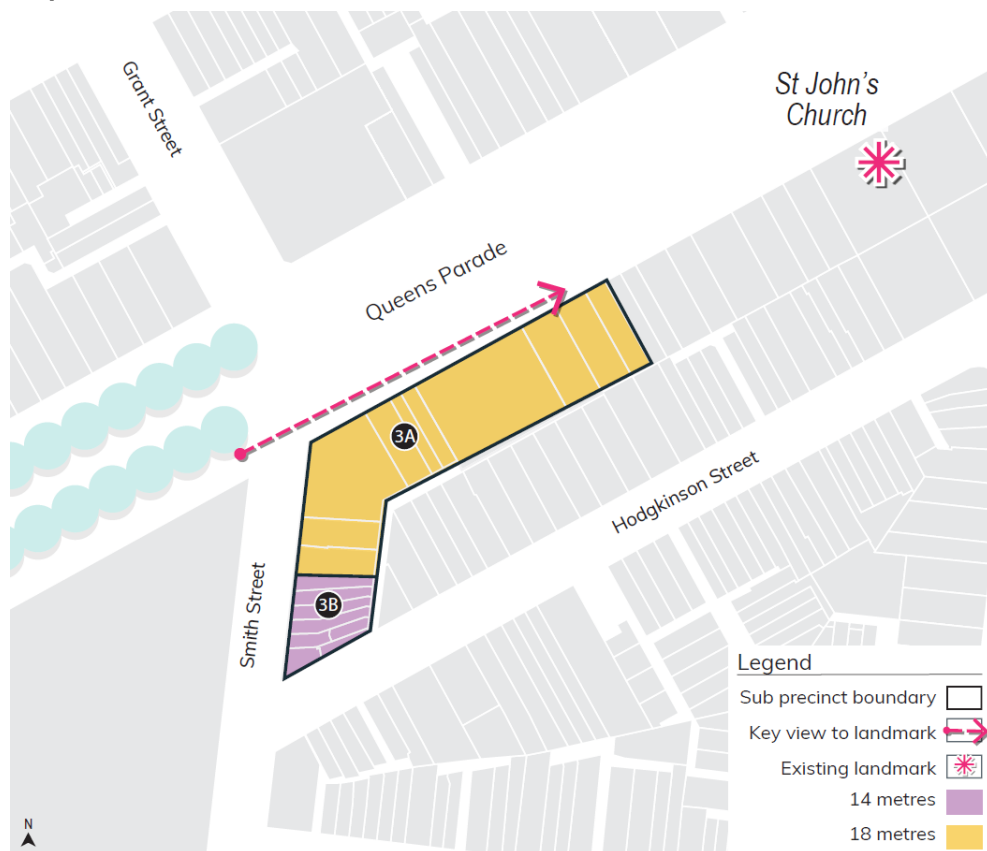 Grant Street
St John's
Church
Queens Parade
3A
Hodgkinson Street
3B
Smith Street
Legend
Sub precinct boundary
Key view to landmark
Existing landmark
14 metres
18 metres
N